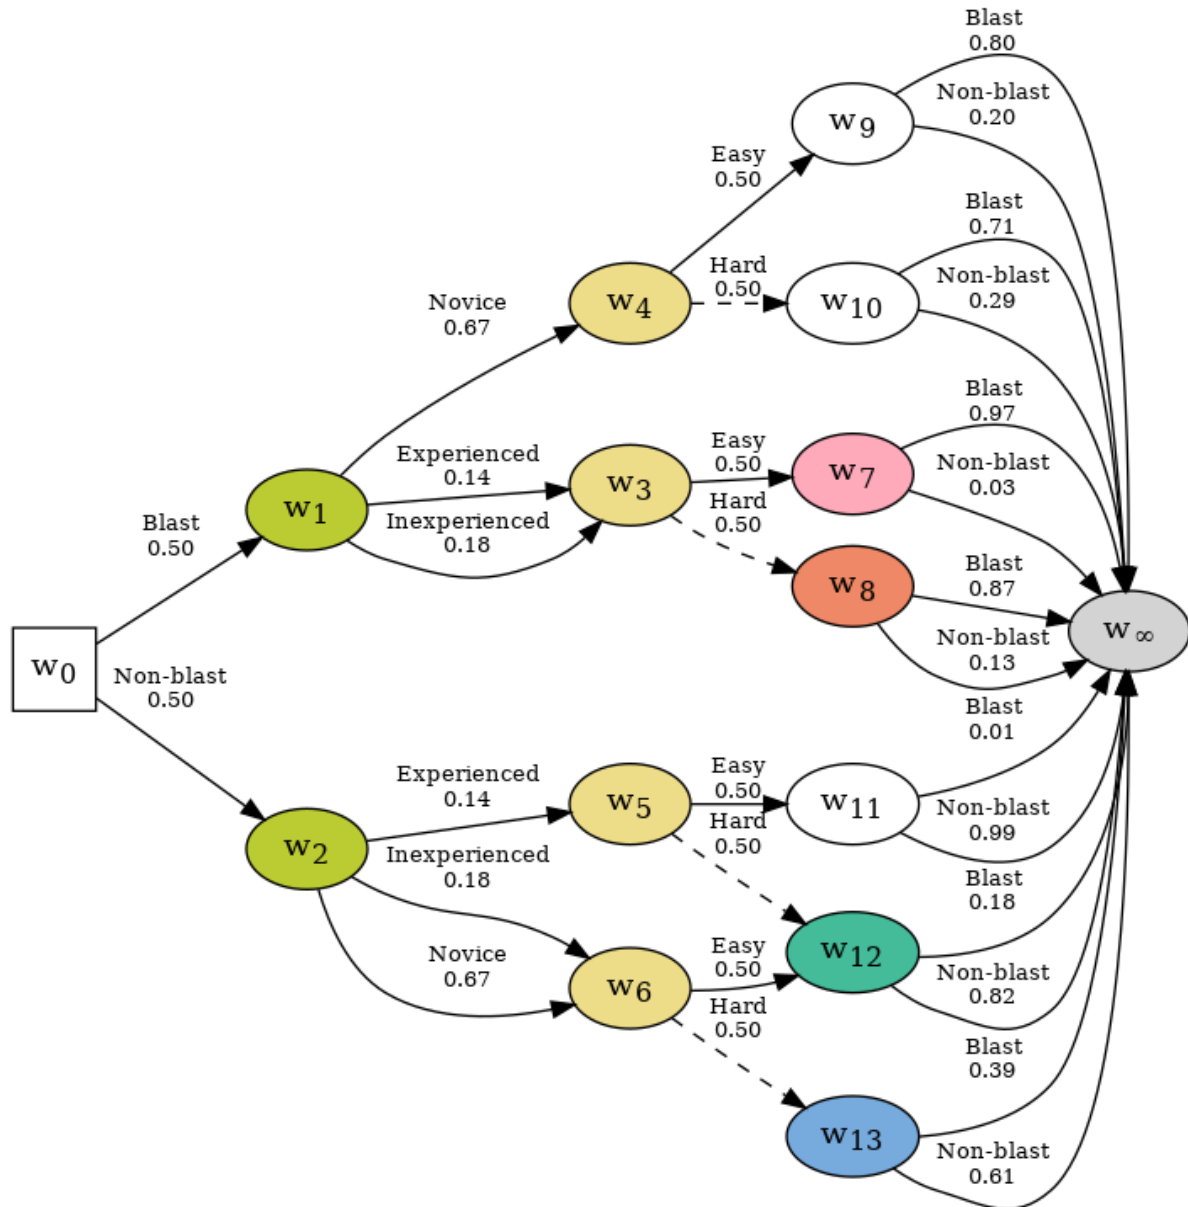 Blast
0.80
Non-blast
0.20
w9
Easy
0.50
Blast
0.71
Hard
0.50
Non-blast
0.29
Novice
0.67
w4
w10
Blast
0.97
Experienced
0.14
Easy
0.50
Non-blast
0.03
w3
w7
w1
Inexperienced
0.18
Hard
0.50
Blast
0.50
w8
Blast
0.87
w∞
Non-blast
0.13
w0
Non-blast
0.50
Blast
0.01
Experienced
0.14
Easy
0.50
w5
w11
Non-blast
0.99
Hard
0.50
w2
Inexperienced
0.18
Blast
0.18
w12
Novice
0.67
Easy
0.50
Non-blast
0.82
w6
Hard
0.50
Blast
0.39
w13
Non-blast
0.61